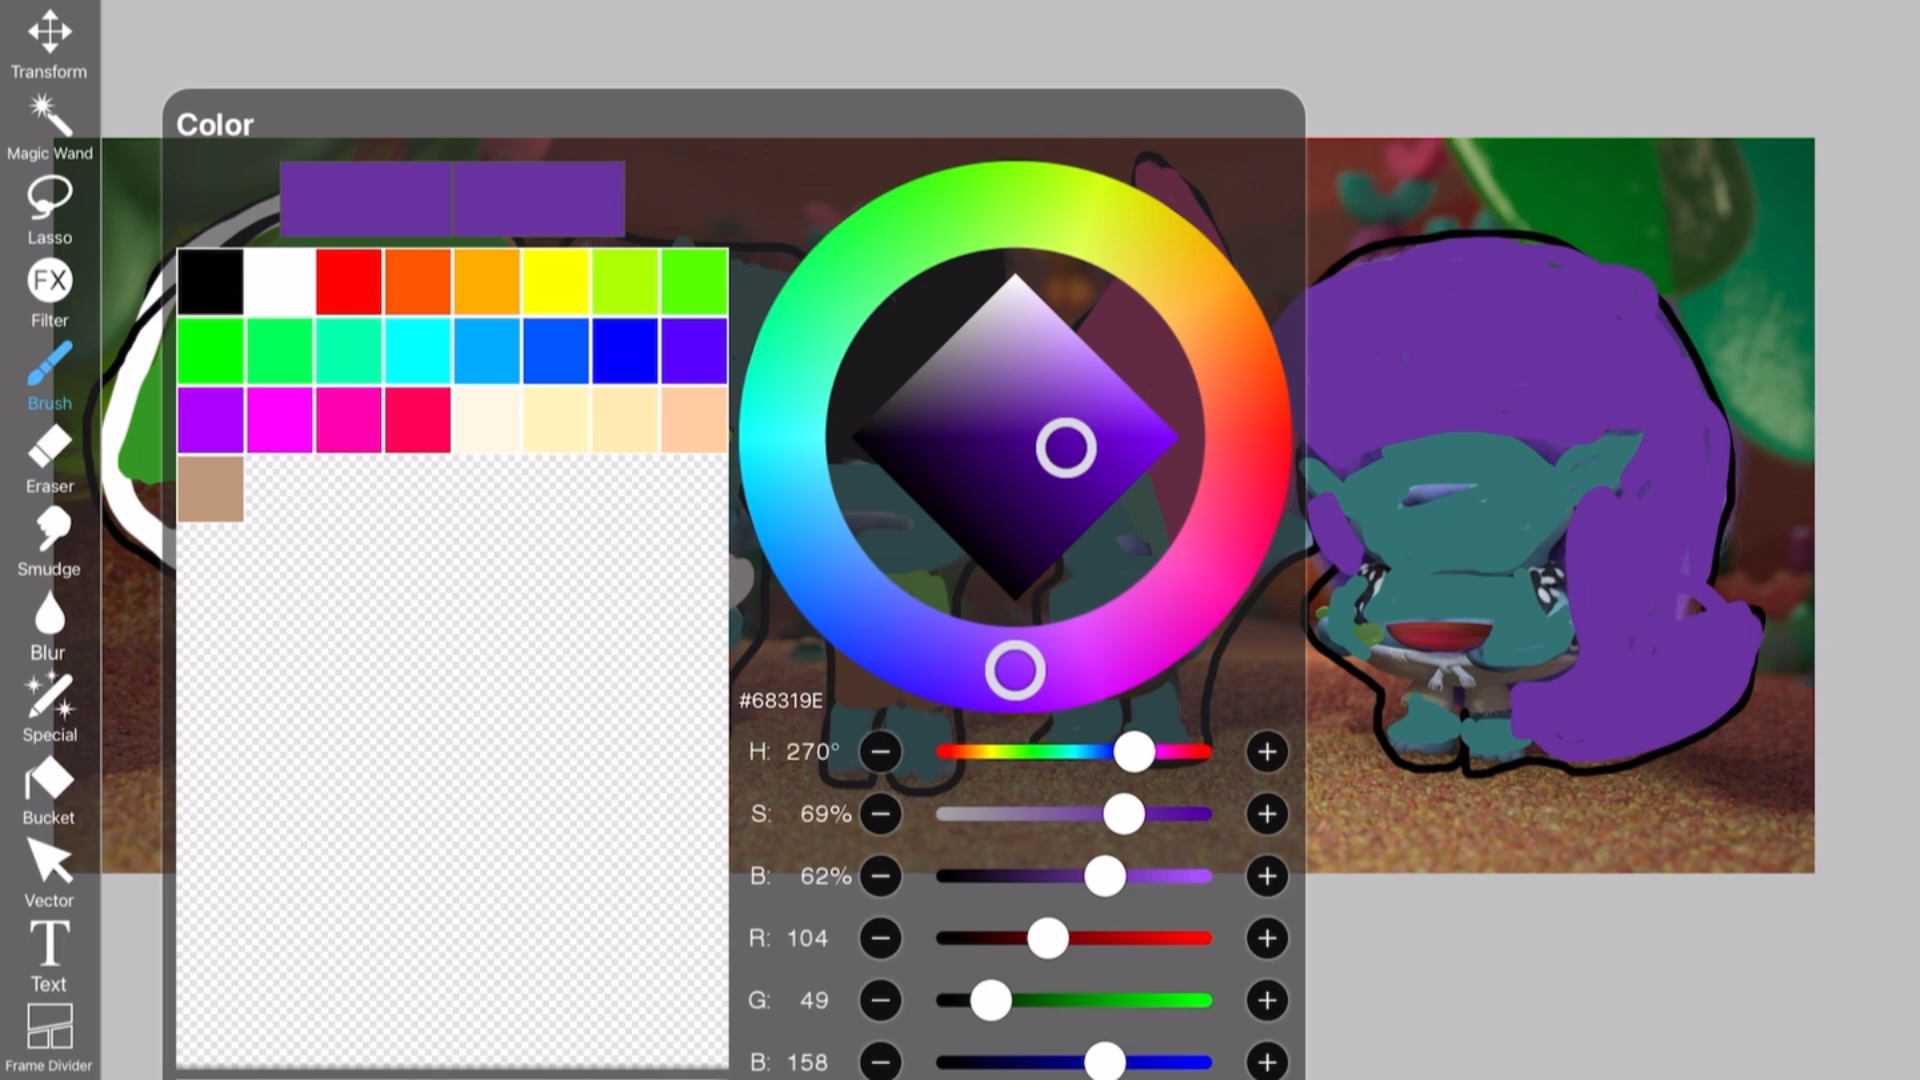 Transform
Magic Wand
Lasso
FX
Filter
Brush
Eraser
Smudge
Blur
Special
Bucket
Vector
T
Text
Frame Divider
Color
#68319E
H: 270°
S: 69%
B: 62%
R: 104
G: 49
B: 158